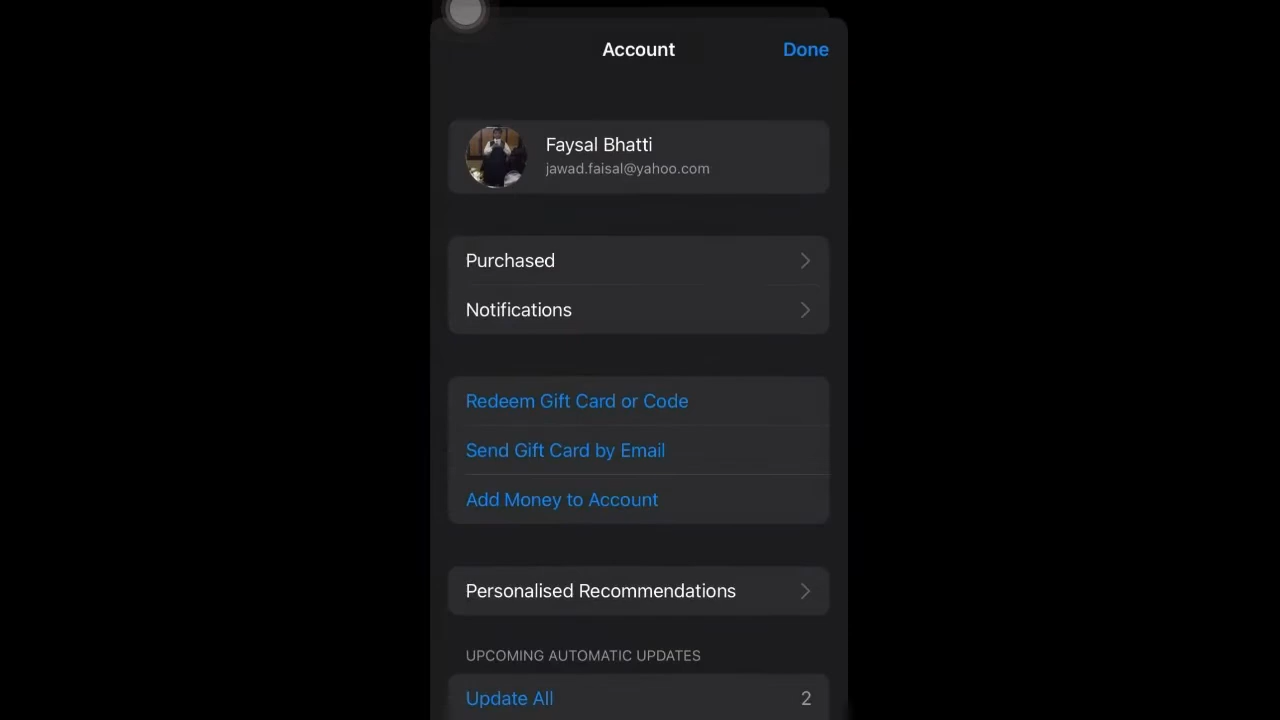 Account
Done
Faysal Bhatti
jawad.faisal@yahoo.com
Purchased
Notifications
Redeem Gift Card or Code
Send Gift Card by Email
Add Money to Account
Personalised Recommendations
UPCOMING AUTOMATIC UPDATES
Update All 2